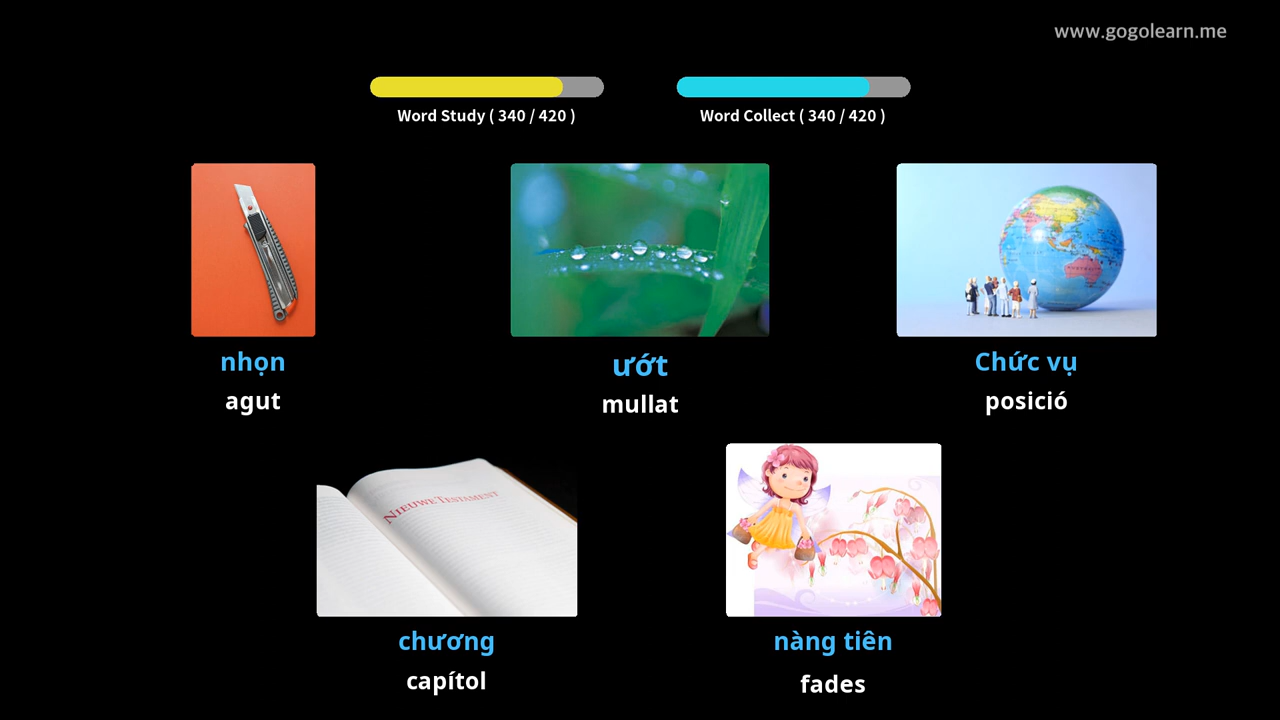 www.gogolearn.me
Word Study ( 340 / 420 )
Word Collect ( 340 / 420 )
nhọn
agut
ướt
mullat
Chức vụ
posició
NIEUWE TESTAMENT
chương
capítol
nàng tiên
fades